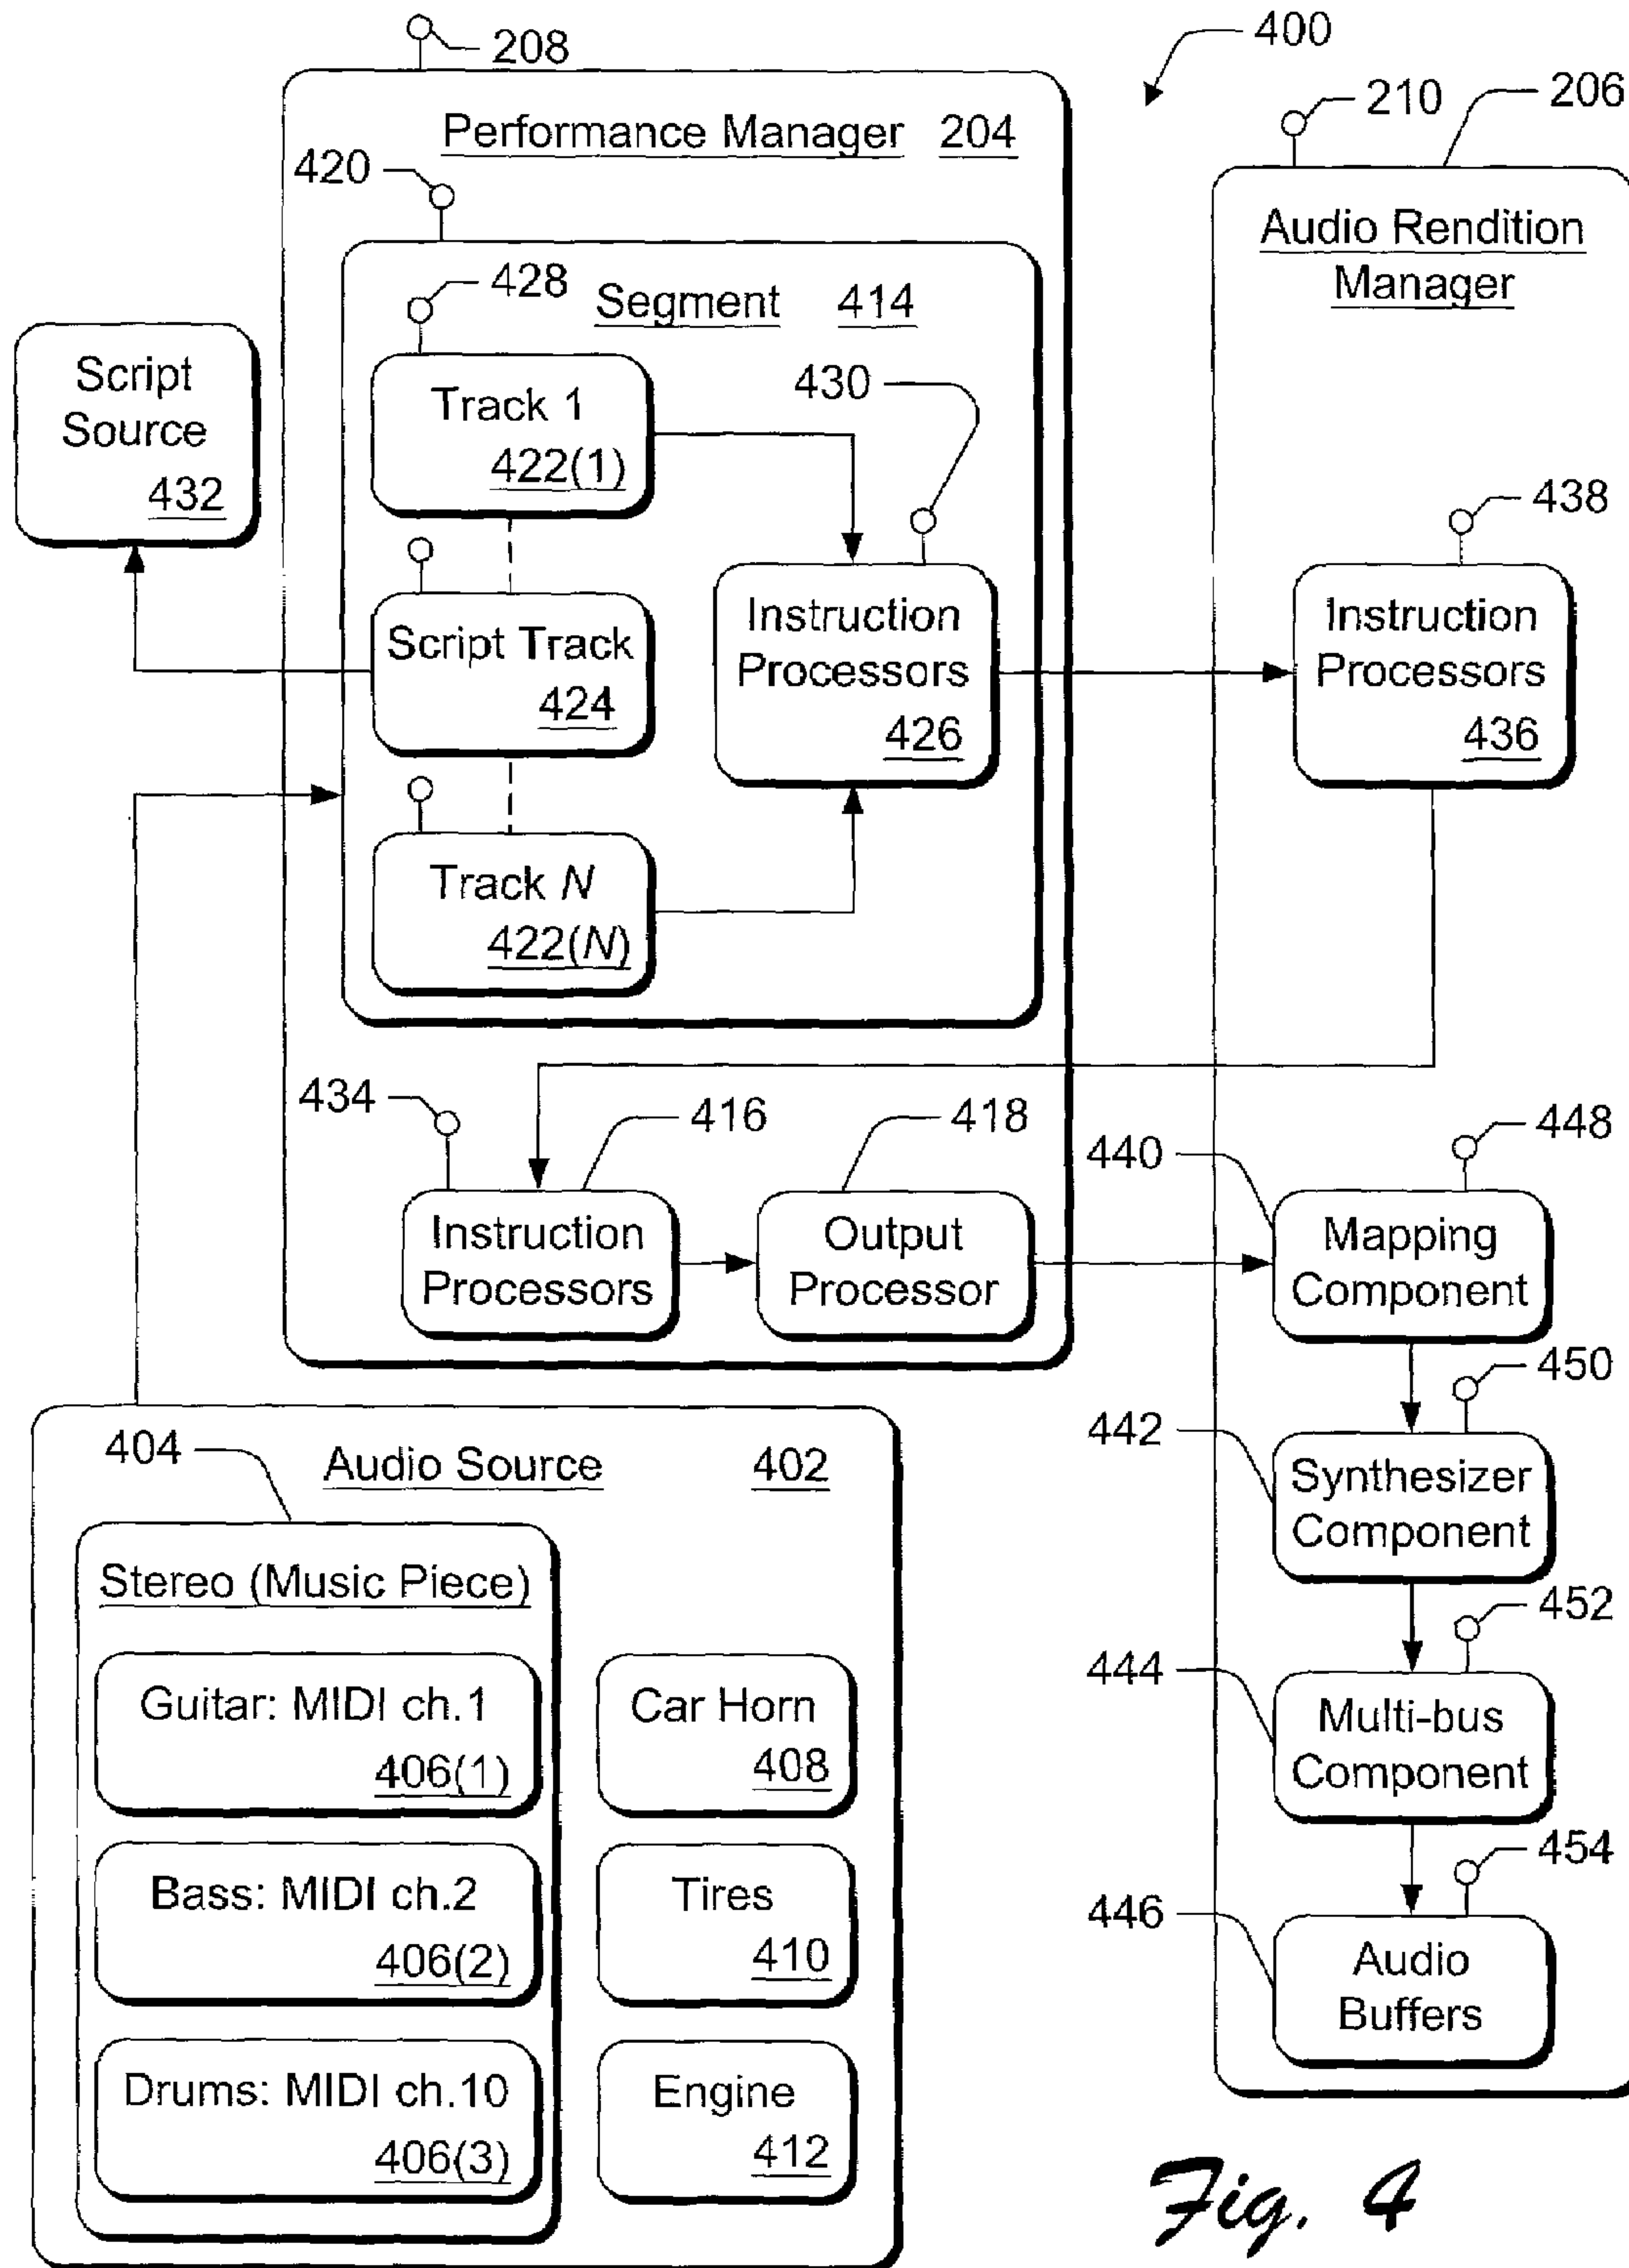 208
400
210
206
Performance Manager 204
420
Audio Rendition
Manager
428
Segment 414
Script
Source
432
430
Track 1
422(1)
438
Script Track
424
Instruction
Processors
426
Instruction
Processors
436
Track N
422(N)
434
416
418
440
448
Instruction
Processors
Output
Processor
Mapping
Component
450
442
Synthesizer
Component
452
444
Multi-bus
Component
454
446
Audio
Buffers
404
Audio Source 402
Stereo (Music Piece)
Guitar: MIDI ch.1
406(1)
Car Horn
408
Bass: MIDI ch.2
406(2)
Tires
410
Drums: MIDI ch.10
406(3)
Engine
412
Fig. 4